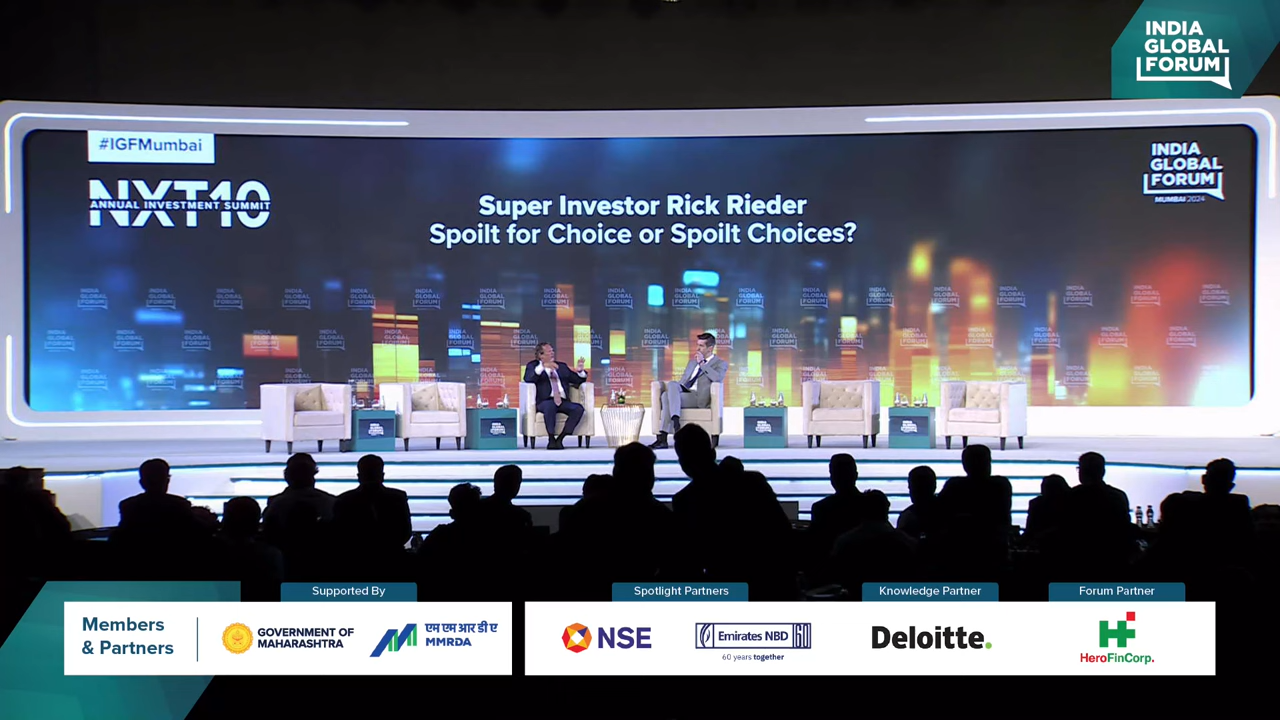 INDIA
GLOBAL
FORUM
#IGFMumbai
NXT10
ANNUAL INVESTMENT SUMMIT
Super Investor Rick Rieder
Spoilt for Choice or Spoilt Choices?
INDIA
GLOBAL
FORUM
MUMBAI 2024
Supported By
Spotlight Partners
Knowledge Partner
Forum Partner
Members
& Partners
GOVERNMENT OF
MAHARASHTRA
एम एम आर डी ए
MMRDA
NSE
Emirates NBD
60
60 years together
Deloitte.
HeroFinCorp.